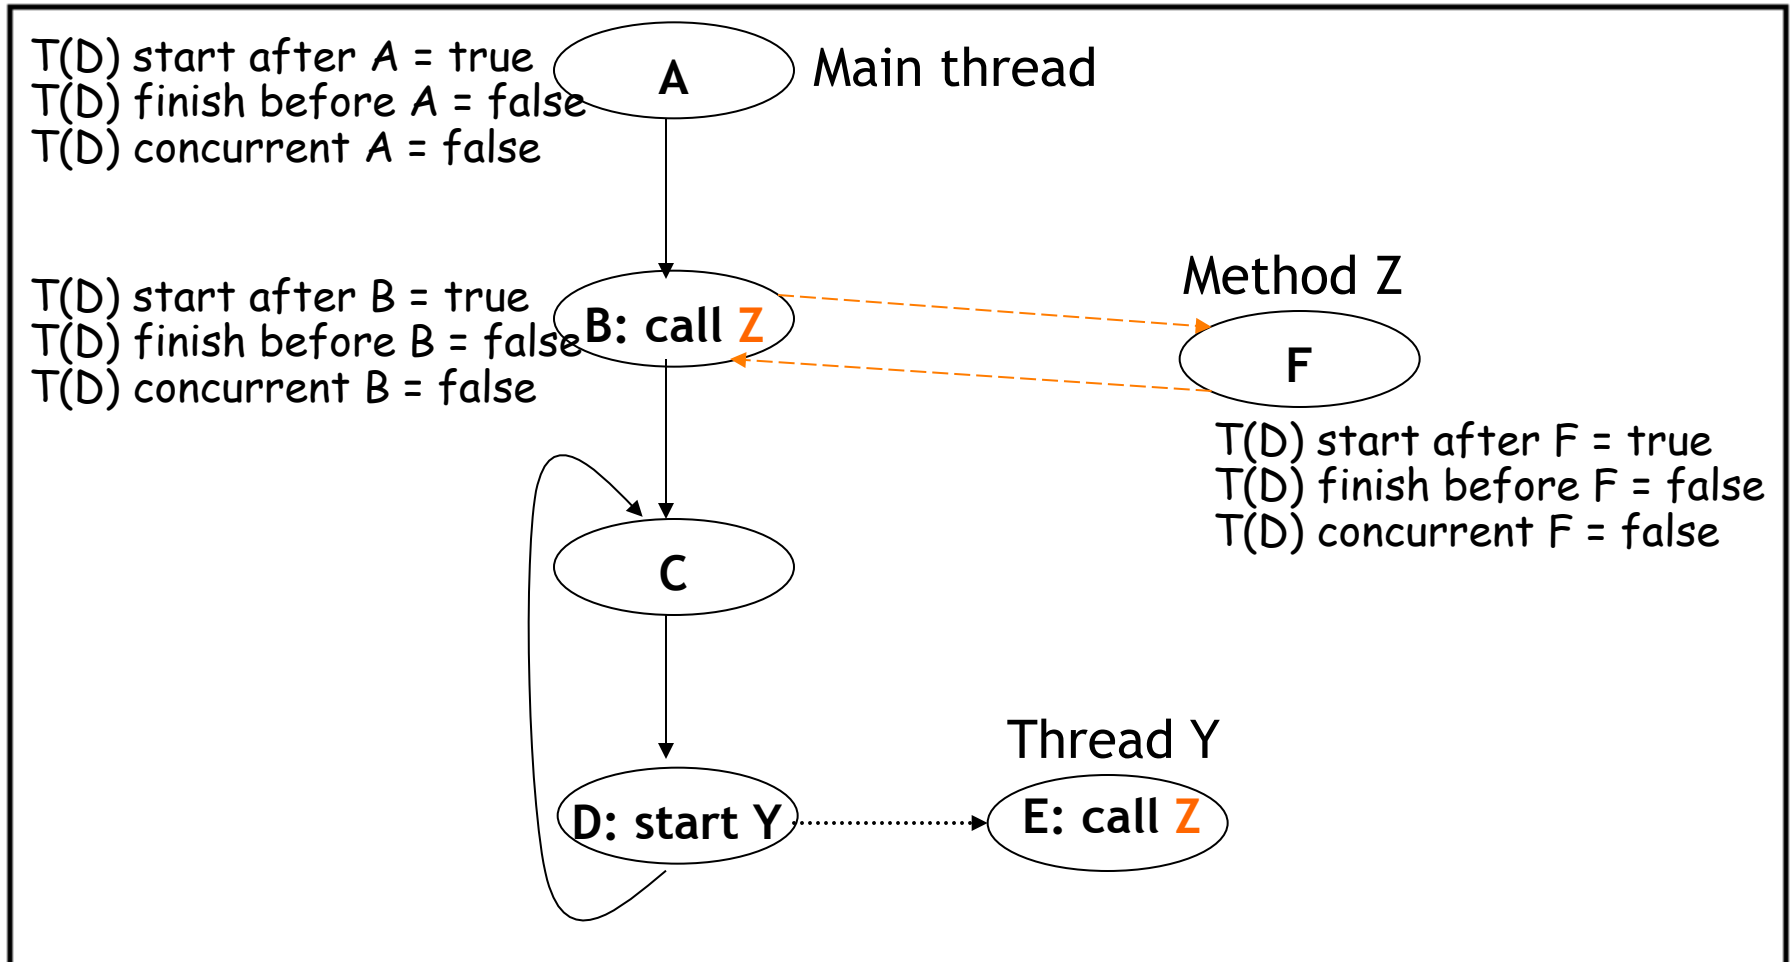 T(D) start after A = true
T(D) finish before A = false
T(D) concurrent A = false
A
Main thread
T(D) start after B = true
T(D) finish before B = false
T(D) concurrent B = false
B: call Z
Method Z
F
T(D) start after F = true
T(D) finish before F = false
T(D) concurrent F = false
C
Thread Y
D: start Y
E: call Z